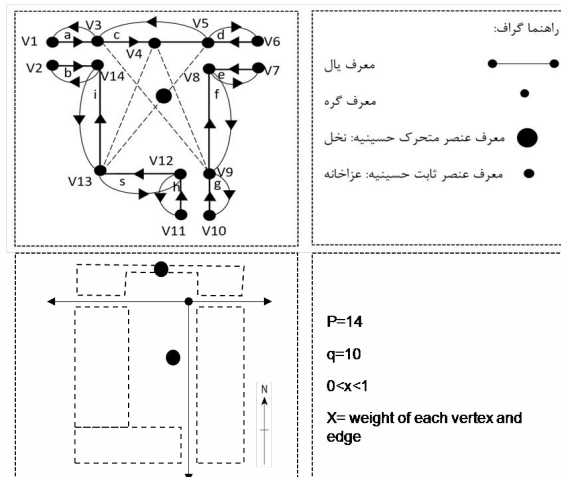 V3
V5
V1
a
c
d
V6
V4
V2
b
V14
V8
e
V7
i
f
V13
s
V12
h
V9
g
V11
V10
راهنما گراف:
معرف یال
معرف گره
معرف عنصر متحرک حسینیه: نخل
معرف عنصر ثابت حسینیه: عزاخانه
N
P=14
q=10
0<x<1
X= weight of each vertex and
edge